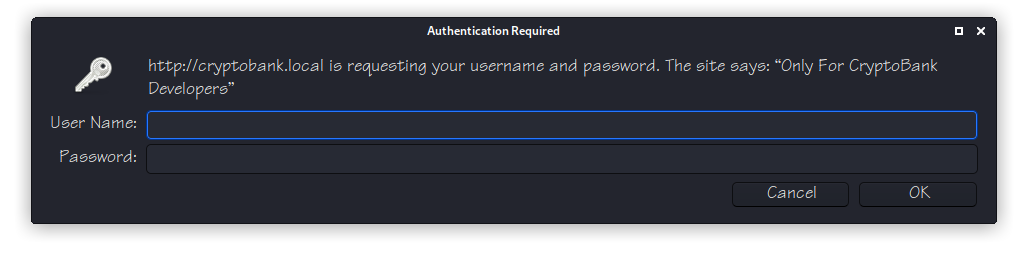 Authentication Required
http://cryptobank.local is requesting your username and password. The site says: “Only For CryptoBank
Developers”
User Name:
Password:
Cancel OK